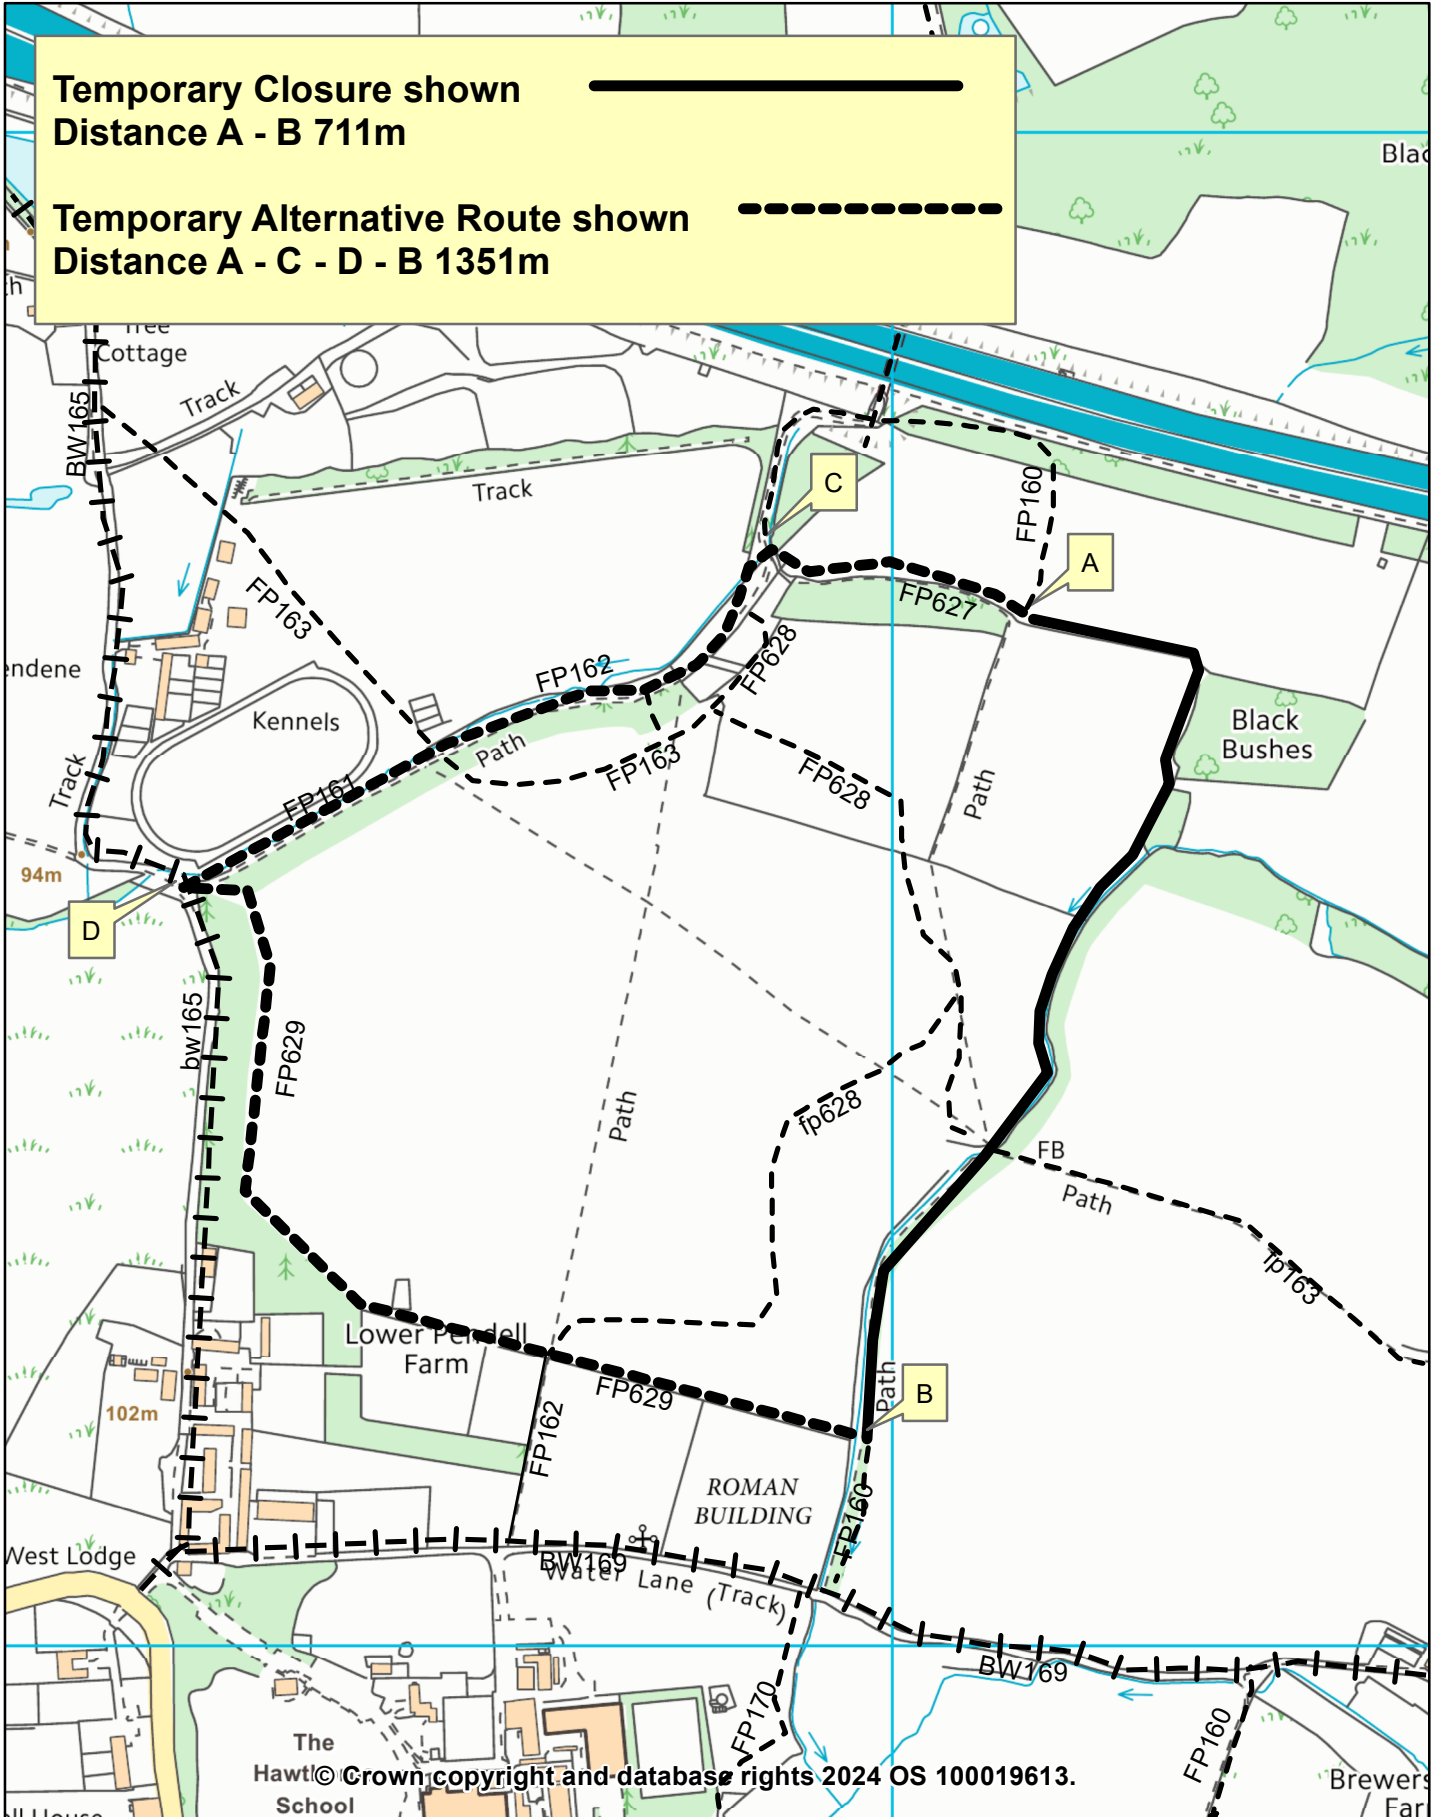 Temporary Closure shown
Distance A - B 711m
Temporary Alternative Route shown
Distance A - C - D - B 1351m
Tree
Cottage
Track
BW165
Track
C
FP160
A
FP163
FP627
FP628
endene
FP162
Kennels
Path
FP163
Black
Bushes
Track
FP161
FP628
Path
94m
D
bw165
FP629
Path
fp628
FB
Path
fp163
Lower Pendell
Farm
FP629
Path
B
102m
FP162
ROMAN
BUILDING
FP160
West Lodge
BW169
Water Lane (Track)
BW169
FP170
FP160
The
School
© Crown copyright and database rights 2024 OS 100019613.
Brewers